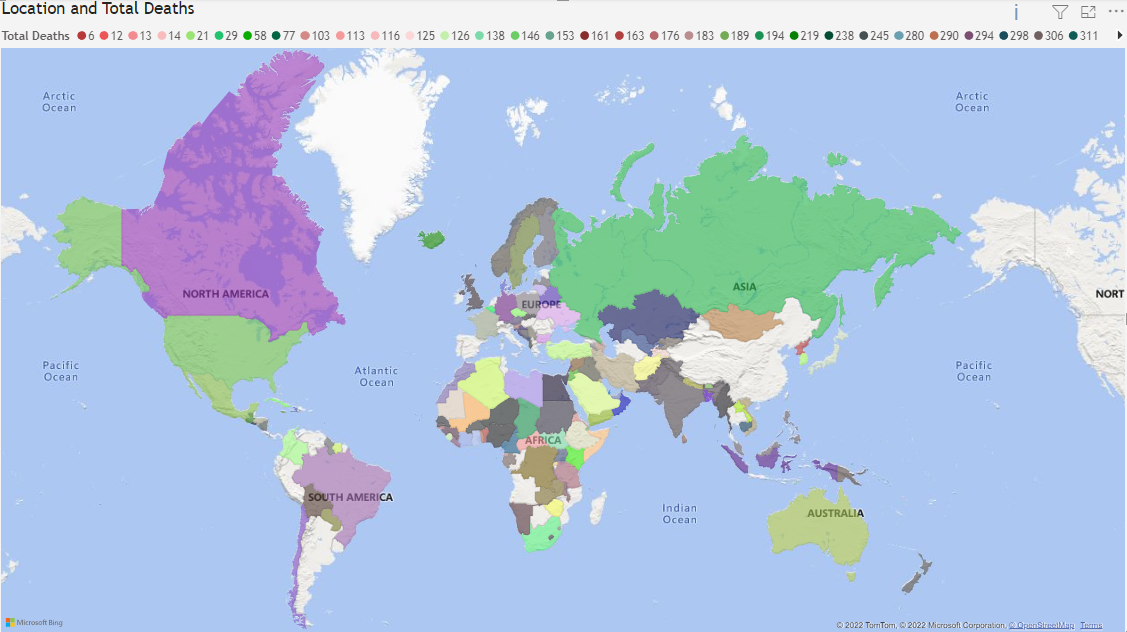 Location and Total Deaths
Total Deaths 6 12 13 14 21 29 58 77 103 113 116 125 126 138 146 153 161 163 176 183 189 194 219 238 245 280 290 294 298 306 311
Arctic
Ocean
Arctic
Ocean
ASIA
NORTH AMERICA
NORT
EUROPE
Pacific
Ocean
Atlantic
Ocean
Pacific
Ocean
AFRICA
SOUTH AMERICA
Indian
Ocean
AUSTRALIA
Microsoft Bing
© 2022 TomTom, © 2022 Microsoft Corporation, © OpenStreetMap Terms